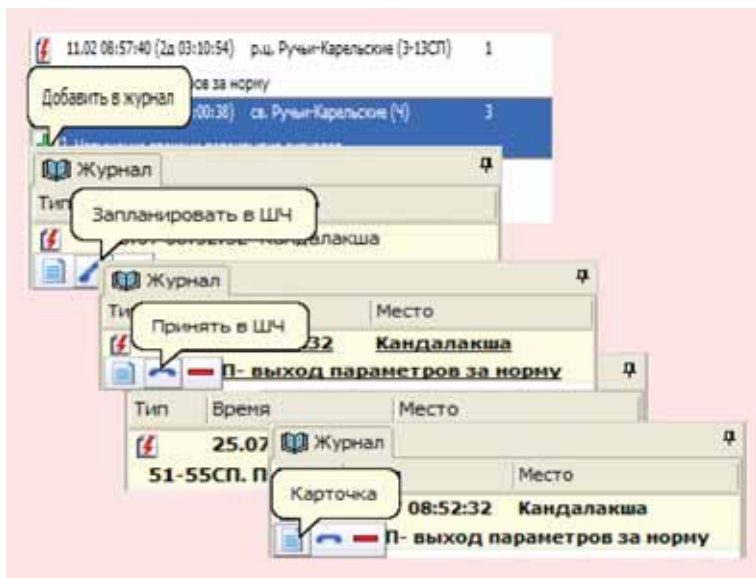 11.02 08:57:40 (2д 03:10:54) р.ц. Ручьи-Карельские (3-13СП) 1
ов за норму
Добавить в журнал
:00:38) св. Ручьи-Карельские (Ч) 3
Журнал
Тип
Запланировать в ШЧ
Кандалакша
Журнал
Ти Место
Принять в ШЧ
32 Кандалакша
П- выход параметров за норму
Тип Время Место
25.07
51-55СП. П
Журнал
Место
Карточка
08:52:32 Кандалакша
П- выход параметров за норму